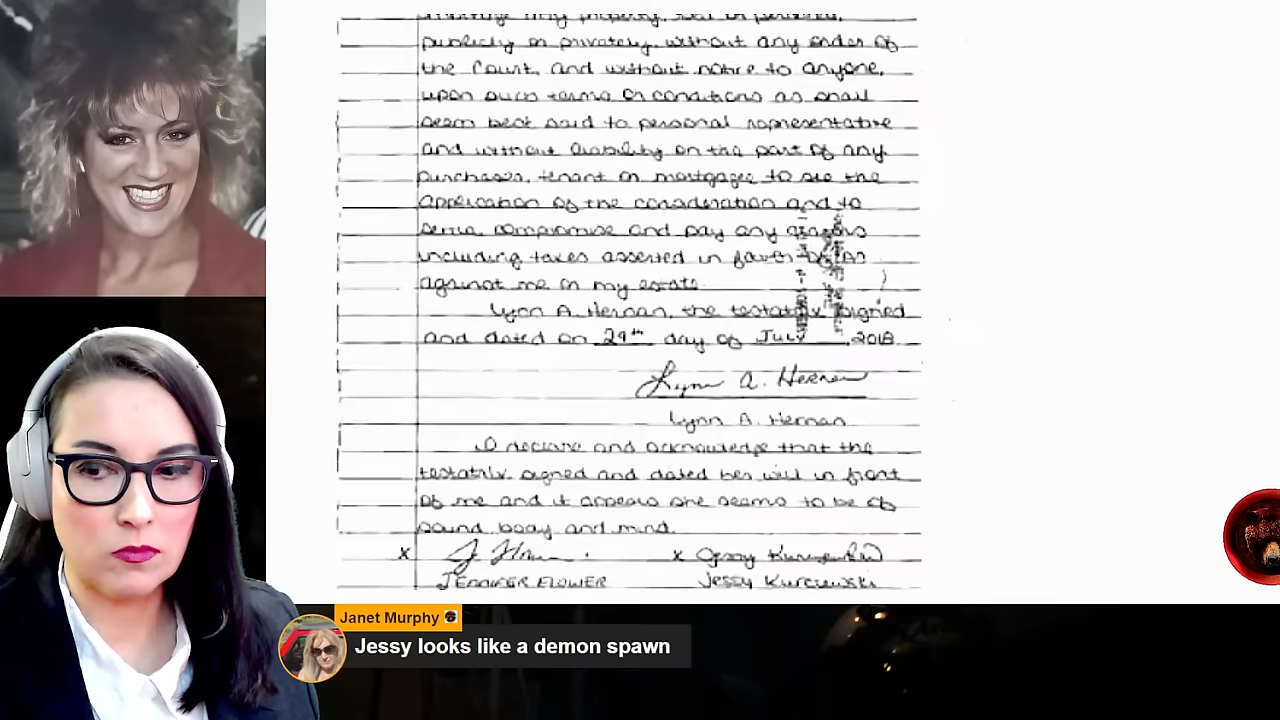 publicly or privately, without any order of
the Court, and without notice to anyone,
upon such terms or conditions as shall
seem best said to personal representative
and without liability on the part of any
purchaser, tenant or mortgagee to see the
application of the consideration and to
compromise and pay any
including taxes asserted in favor
against me or my estate.
Lynn A. Hernan, the testatrix signed
and dated on 29th day of July, 2018
Lynn A. Hernan
Lynn A. Hernan
I declare and acknowledge that the
testatrix signed and dated her will in front
of me and it appears she seems to be of
sound body and mind.
x x Jessy Kurczewski
JENNIFER FLOWER Jessy Kurczewski
Janet Murphy
Jessy looks like a demon spawn